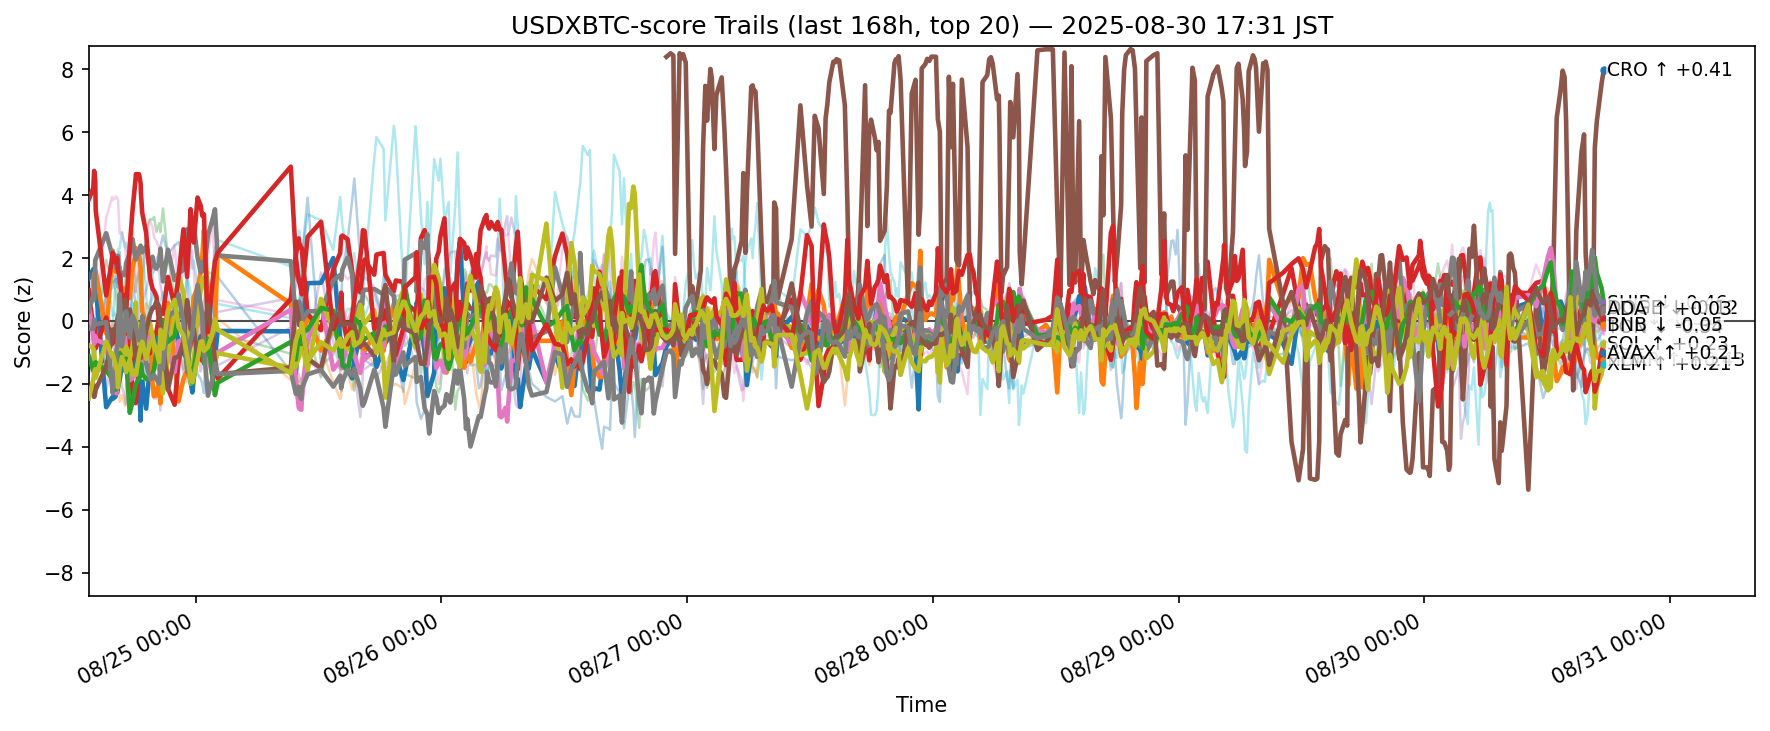 USDXBTC-score Trails (last 168h, top 20) — 2025-08-30 17:31 JST
Score (z)
8
6
4
2
0
−2
−4
−6
−8
CRO ↑ +0.41
ADA ↑ +0.03
BNB ↓ -0.05
SOL ↑ +0.23
AVAX ↑ +0.21
XLM ↑ +0.21
08/25 00:00
08/26 00:00
08/27 00:00
08/28 00:00
08/29 00:00
08/30 00:00
08/31 00:00
Time